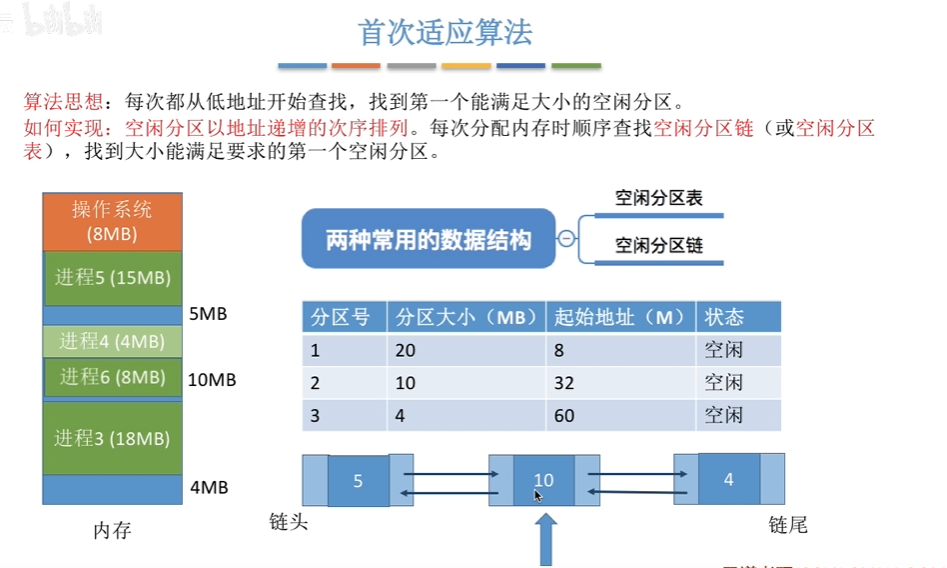 bilibili
首次适应算法
算法思想：每次都从低地址开始查找，找到第一个能满足大小的空闲分区。
如何实现：空闲分区以地址递增的次序排列。每次分配内存时顺序查找空闲分区链（或空闲分区
表），找到大小能满足要求的第一个空闲分区。
操作系统
(8MB)
进程5 (15MB)
5MB
进程4 (4MB)
进程6 (8MB)
10MB
进程3 (18MB)
4MB
内存
两种常用的数据结构
空闲分区表
空闲分区链
分区号 分区大小（MB） 起始地址（M） 状态
1 20 8 空闲
2 10 32 空闲
3 4 60 空闲
5 10 4
链头 链尾